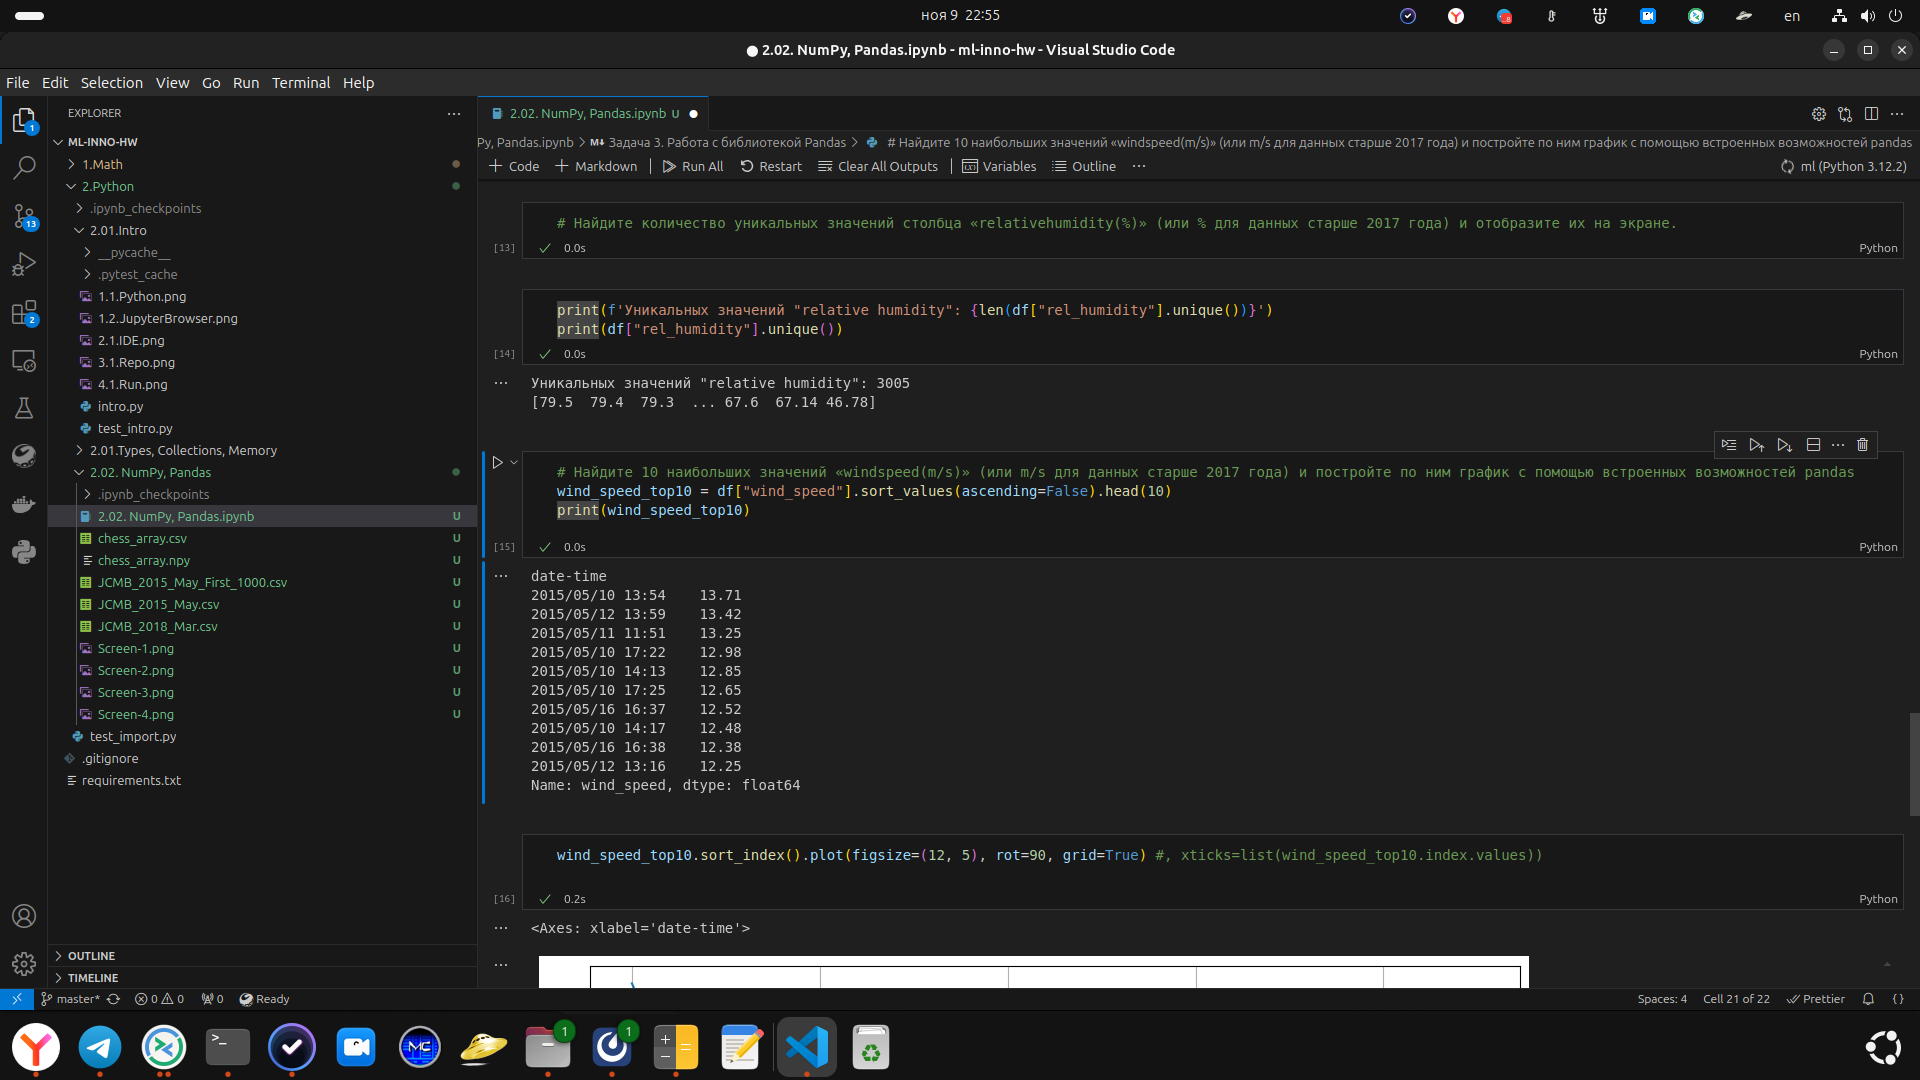 ноя 9 22:55
en
2.02. NumPy, Pandas.ipynb - ml-inno-hw - Visual Studio Code
File Edit Selection View Go Run Terminal Help
EXPLORER
ML-INNO-HW
1.Math
2.Python
.ipynb_checkpoints
2.01.Intro
__pycache__
.pytest_cache
1.1.Python.png
1.2.JupyterBrowser.png
2.1.IDE.png
3.1.Repo.png
4.1.Run.png
intro.py
test_intro.py
2.01.Types, Collections, Memory
2.02. NumPy, Pandas
.ipynb_checkpoints
2.02. NumPy, Pandas.ipynb U
chess_array.csv U
chess_array.npy U
JCMB_2015_May_First_1000.csv U
JCMB_2015_May.csv U
JCMB_2018_Mar.csv U
Screen-1.png U
Screen-2.png U
Screen-3.png U
Screen-4.png U
test_import.py
.gitignore
requirements.txt
OUTLINE
TIMELINE
1
13
2
2.02. NumPy, Pandas.ipynb U
Py, Pandas.ipynb > M↓ Задача 3. Работа с библиотекой Pandas > # Найдите 10 наибольших значений «windspeed(m/s)» (или m/s для данных старше 2017 года) и постройте по ним график с помощью встроенных возможностей pandas
Code Markdown Run All Restart Clear All Outputs Variables Outline ml (Python 3.12.2)
# Найдите количество уникальных значений столбца «relativehumidity(%)» (или % для данных старше 2017 года) и отобразите их на экране.
[13] 0.0s Python
print(f'Уникальных значений "relative humidity": {len(df["rel_humidity"].unique())}')
print(df["rel_humidity"].unique())
[14] 0.0s Python
Уникальных значений "relative humidity": 3005
[79.5  79.4  79.3  ... 67.6  67.14 46.78]
# Найдите 10 наибольших значений «windspeed(m/s)» (или m/s для данных старше 2017 года) и постройте по ним график с помощью встроенных возможностей pandas
wind_speed_top10 = df["wind_speed"].sort_values(ascending=False).head(10)
print(wind_speed_top10)
[15] 0.0s Python
date-time
2015/05/10 13:54    13.71
2015/05/12 13:59    13.42
2015/05/11 11:51    13.25
2015/05/10 17:22    12.98
2015/05/10 14:13    12.85
2015/05/10 17:25    12.65
2015/05/16 16:37    12.52
2015/05/10 14:17    12.48
2015/05/16 16:38    12.38
2015/05/12 13:16    12.25
Name: wind_speed, dtype: float64
wind_speed_top10.sort_index().plot(figsize=(12, 5), rot=90, grid=True) #, xticks=list(wind_speed_top10.index.values))
[16] 0.2s Python
<Axes: xlabel='date-time'>
master* 0 0 0 Ready Spaces: 4 Cell 21 of 22 Prettier
1
1